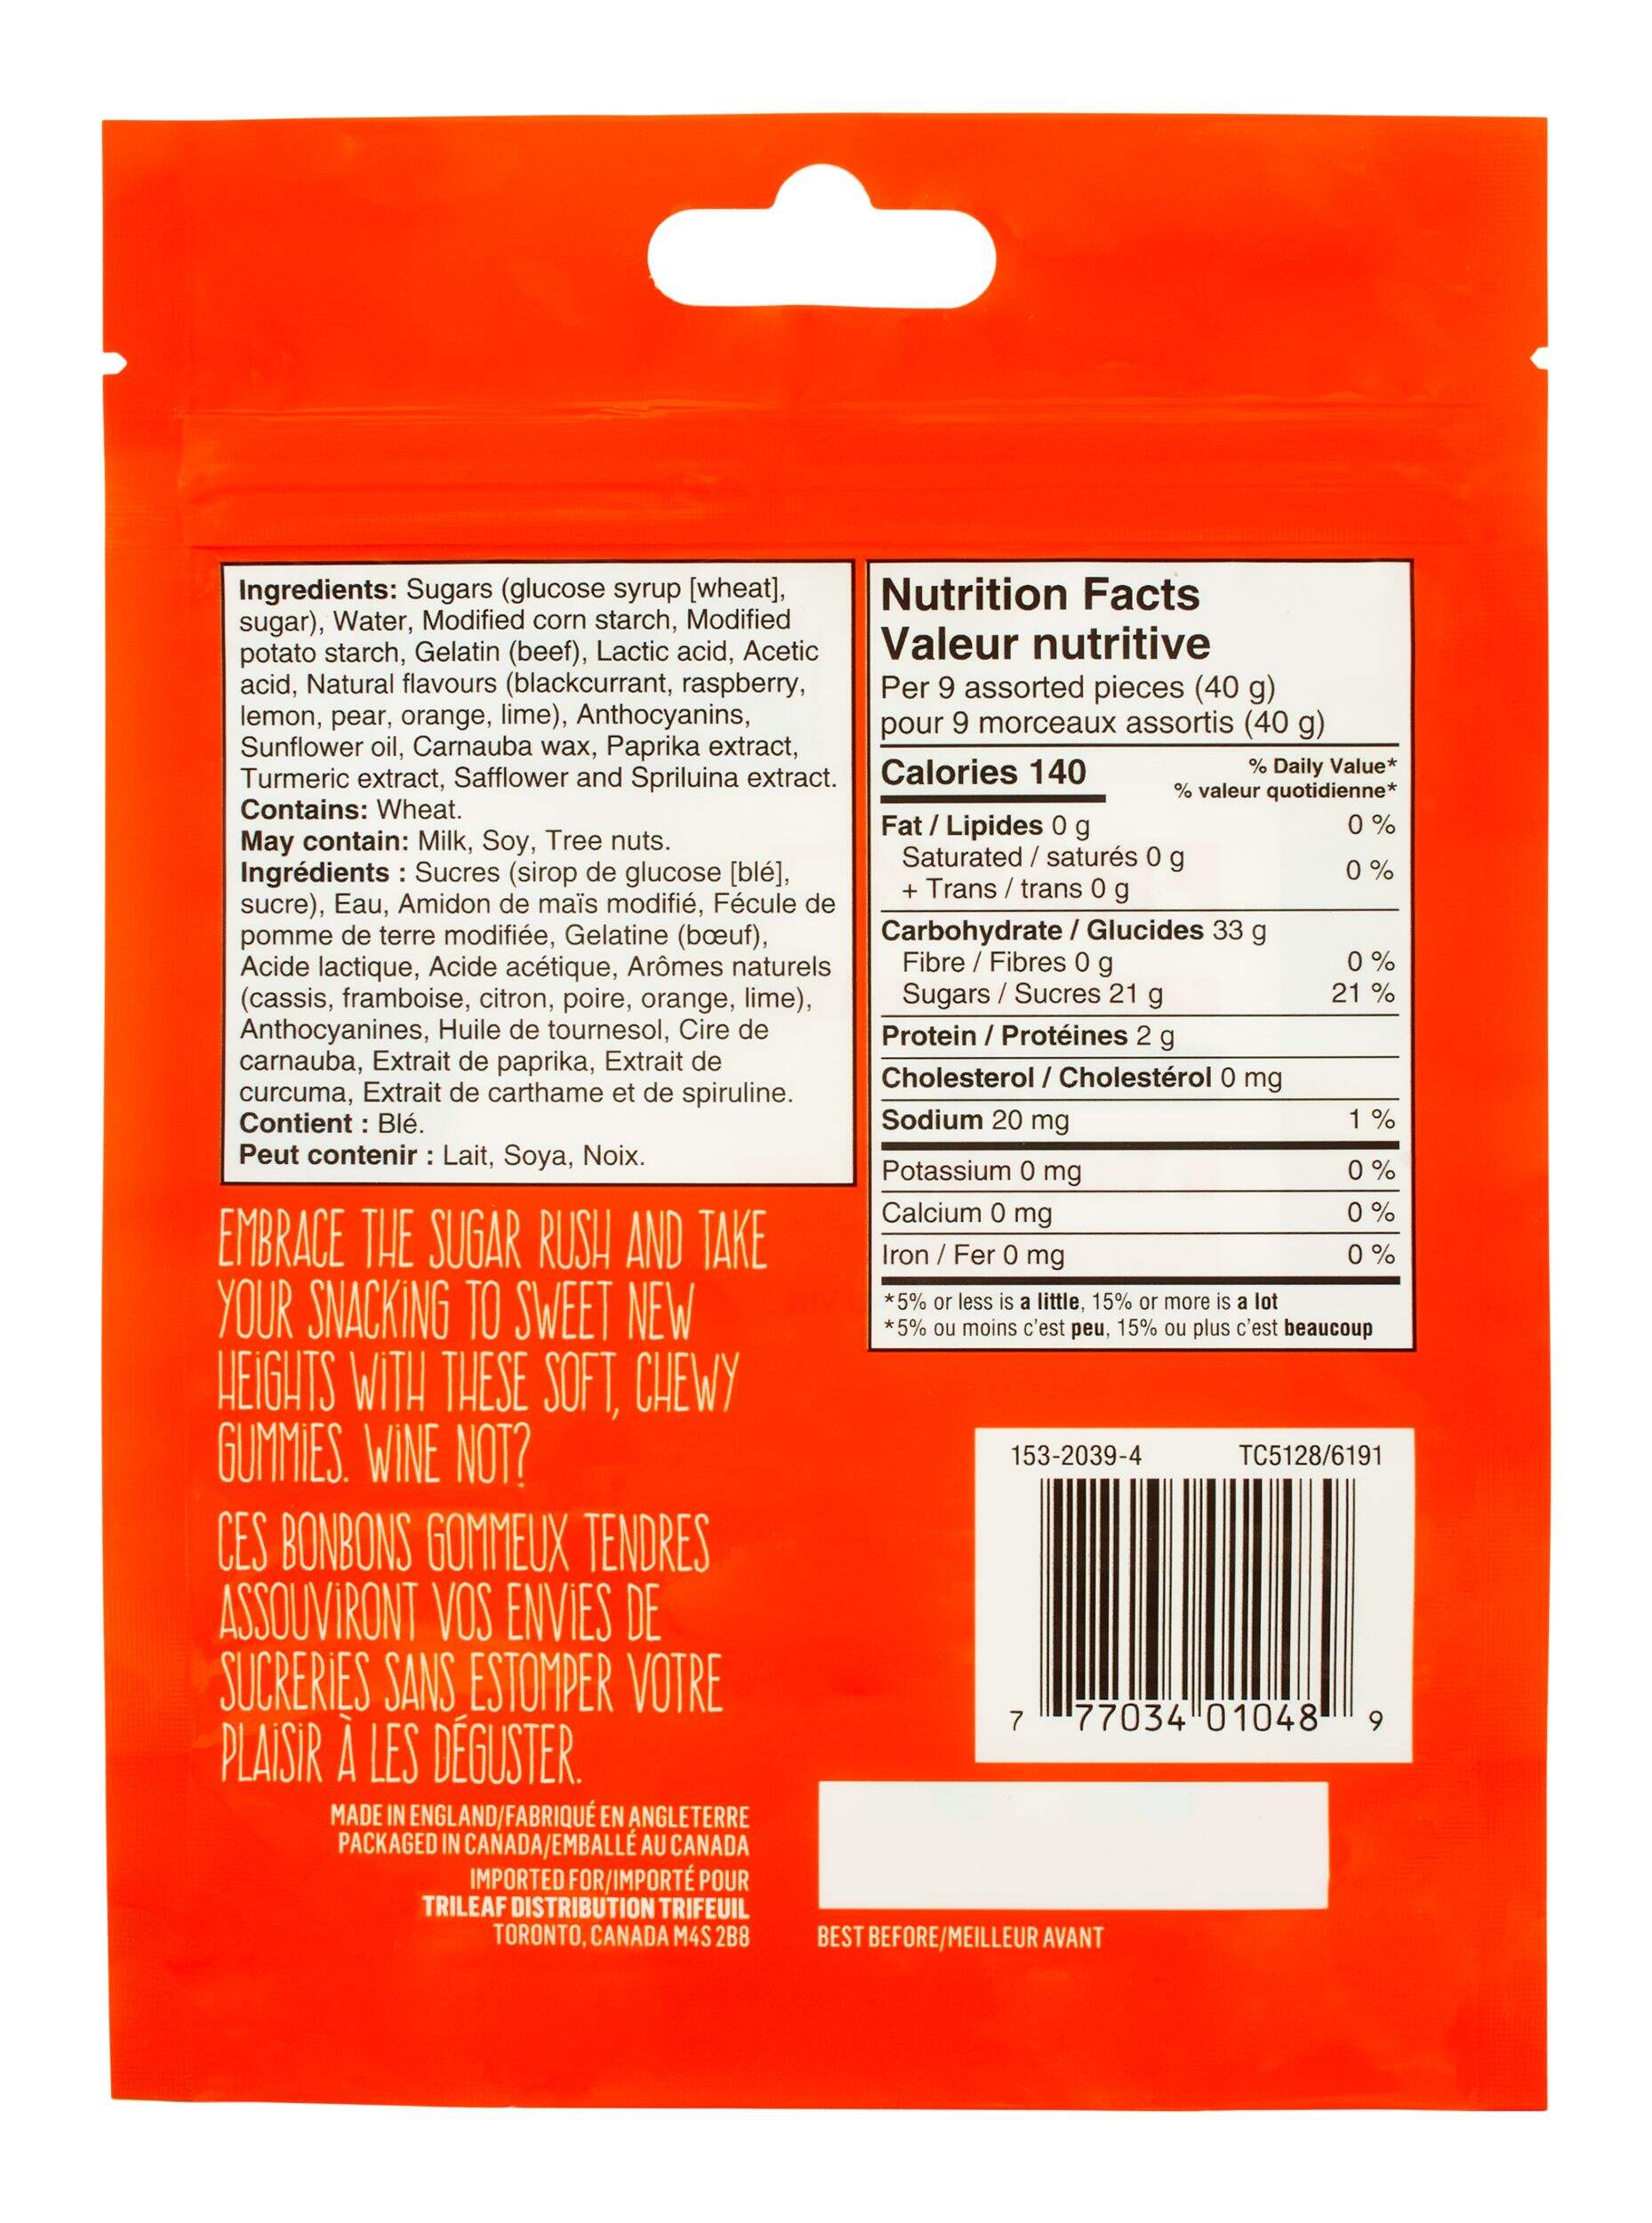 Ingredients: Sugars (glucose syrup [wheat],
sugar), Water, Modified corn starch, Modified
potato starch, Gelatin (beef), Lactic acid, Acetic
acid, Natural flavours (blackcurrant, raspberry,
lemon, pear, orange, lime), Anthocyanins,
Sunflower oil, Carnauba wax, Paprika extract,
Turmeric extract, Safflower and Spriluina extract.
Contains: Wheat.
May contain: Milk, Soy, Tree nuts.
Ingrédients : Sucres (sirop de glucose [blé],
sucre), Eau, Amidon de maïs modifié, Fécule de
pomme de terre modifiée, Gelatine (bœuf),
Acide lactique, Acide acétique, Arômes naturels
(cassis, framboise, citron, poire, orange, lime),
Anthocyanines, Huile de tournesol, Cire de
carnauba, Extrait de paprika, Extrait de
curcuma, Extrait de carthame et de spiruline.
Contient : Blé.
Peut contenir : Lait, Soya, Noix.
Nutrition Facts
Valeur nutritive
Per 9 assorted pieces (40 g)
pour 9 morceaux assortis (40 g)
Calories 140
% Daily Value*
% valeur quotidienne*
Fat / Lipides 0 g 0 %
Saturated / saturés 0 g
+ Trans / trans 0 g 0 %
Carbohydrate / Glucides 33 g
Fibre / Fibres 0 g 0 %
Sugars / Sucres 21 g 21 %
Protein / Protéines 2 g
Cholesterol / Cholestérol 0 mg
Sodium 20 mg 1 %
Potassium 0 mg 0 %
Calcium 0 mg 0 %
Iron / Fer 0 mg 0 %
*5% or less is a little, 15% or more is a lot
*5% ou moins c'est peu, 15% ou plus c'est beaucoup
EMBRACE THE SUGAR RUSH AND TAKE
YOUR SNACKING TO SWEET NEW
HEIGHTS WITH THESE SOFT, CHEWY
GUMMIES. WINE NOT?
CES BONBONS GOMMEUX TENDRES
ASSOUVIRONT VOS ENVIES DE
SUCRERIES SANS ESTOMPER VOTRE
PLAISIR À LES DÉGUSTER.
MADE IN ENGLAND/FABRIQUÉ EN ANGLETERRE
PACKAGED IN CANADA/EMBALLÉ AU CANADA
IMPORTED FOR/IMPORTÉ POUR
TRILEAF DISTRIBUTION TRIFEUIL
TORONTO, CANADA M4S 2B8
153-2039-4 TC5128/6191
7 77034 01048 9
BEST BEFORE/MEILLEUR AVANT